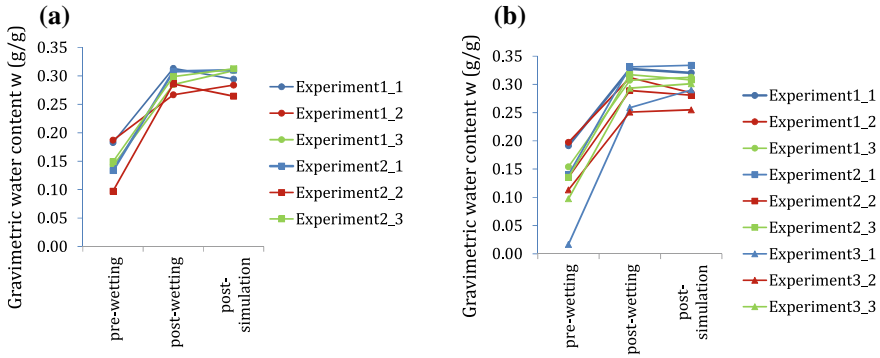 (a)
Gravimetric water content w (g/g)
0.35
0.30
0.25
0.20
0.15
0.10
0.05
0.00
pre-wetting
post-wetting
post-
simulation
Experiment1_1
Experiment1_2
Experiment1_3
Experiment2_1
Experiment2_2
Experiment2_3
(b)
Gravimetric water content w (g/g)
0.35
0.30
0.25
0.20
0.15
0.10
0.05
0.00
pre-wetting
post-wetting
post-
simulation
Experiment1_1
Experiment1_2
Experiment1_3
Experiment2_1
Experiment2_2
Experiment2_3
Experiment3_1
Experiment3_2
Experiment3_3